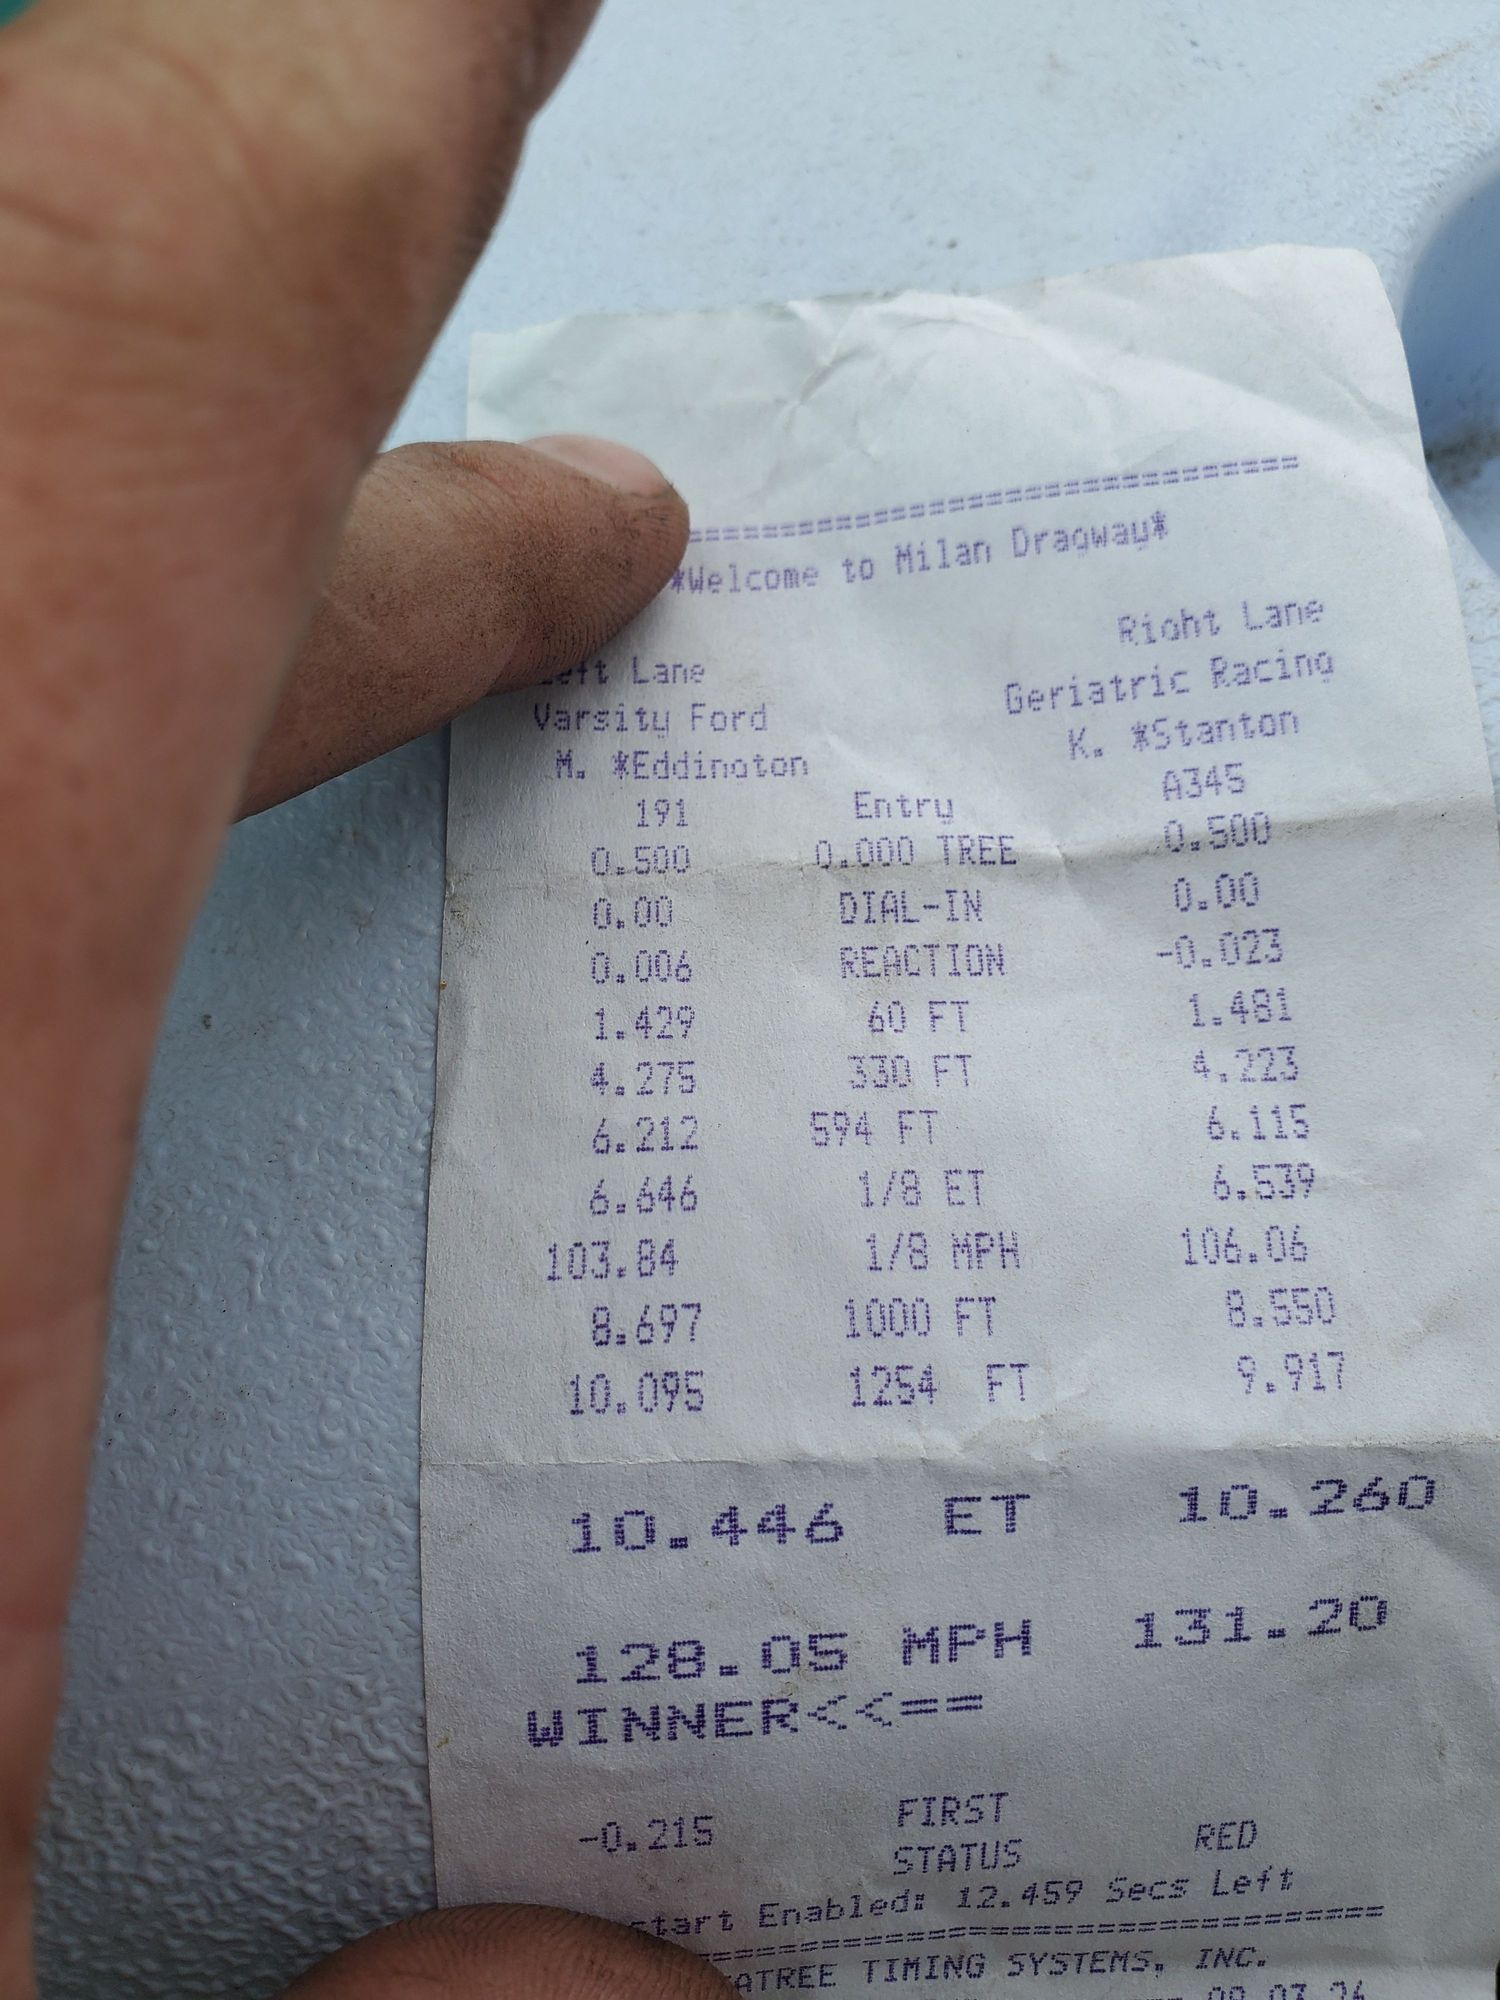 ================================
*Welcome to Milan Dragway*
Left Lane Right Lane
Varsity Ford Geriatric Racing
M. *Eddington K. *Stanton
191 Entry A345
0.500 0.000 TREE 0.500
0.00 DIAL-IN 0.00
0.006 REACTION -0.023
1.429 60 FT 1.481
4.275 330 FT 4.223
6.212 594 FT 6.115
6.646 1/8 ET 6.539
103.84 1/8 MPH 106.06
8.697 1000 FT 8.550
10.095 1254 FT 9.917
10.446 ET 10.260
128.05 MPH 131.20
WINNER<<==
-0.215 FIRST
STATUS RED
start Enabled: 12.459 Secs Left
================================
ATREE TIMING SYSTEMS, INC.